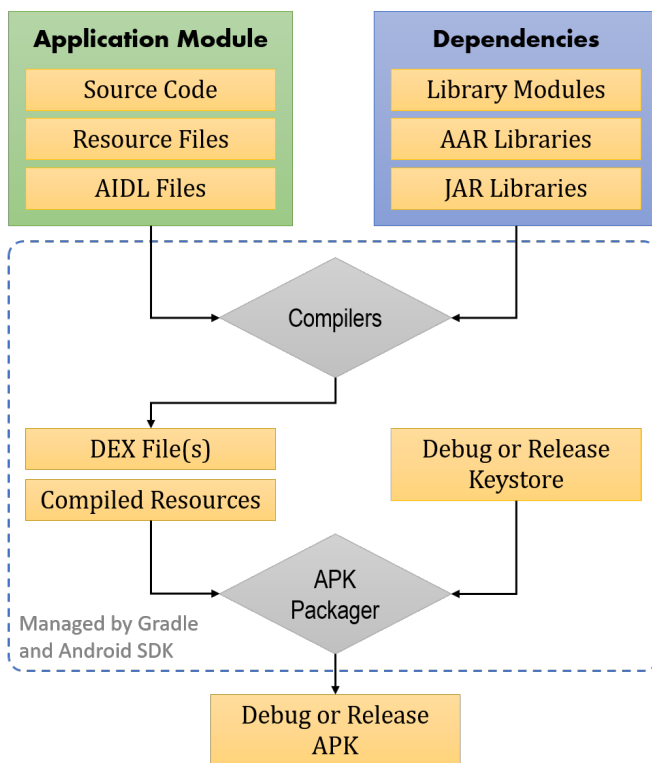 Application Module
Source Code
Resource Files
AIDL Files
Dependencies
Library Modules
AAR Libraries
JAR Libraries
Compilers
DEX File(s)
Compiled Resources
Debug or Release
Keystore
APK
Packager
Managed by Gradle
and Android SDK
Debug or Release
APK